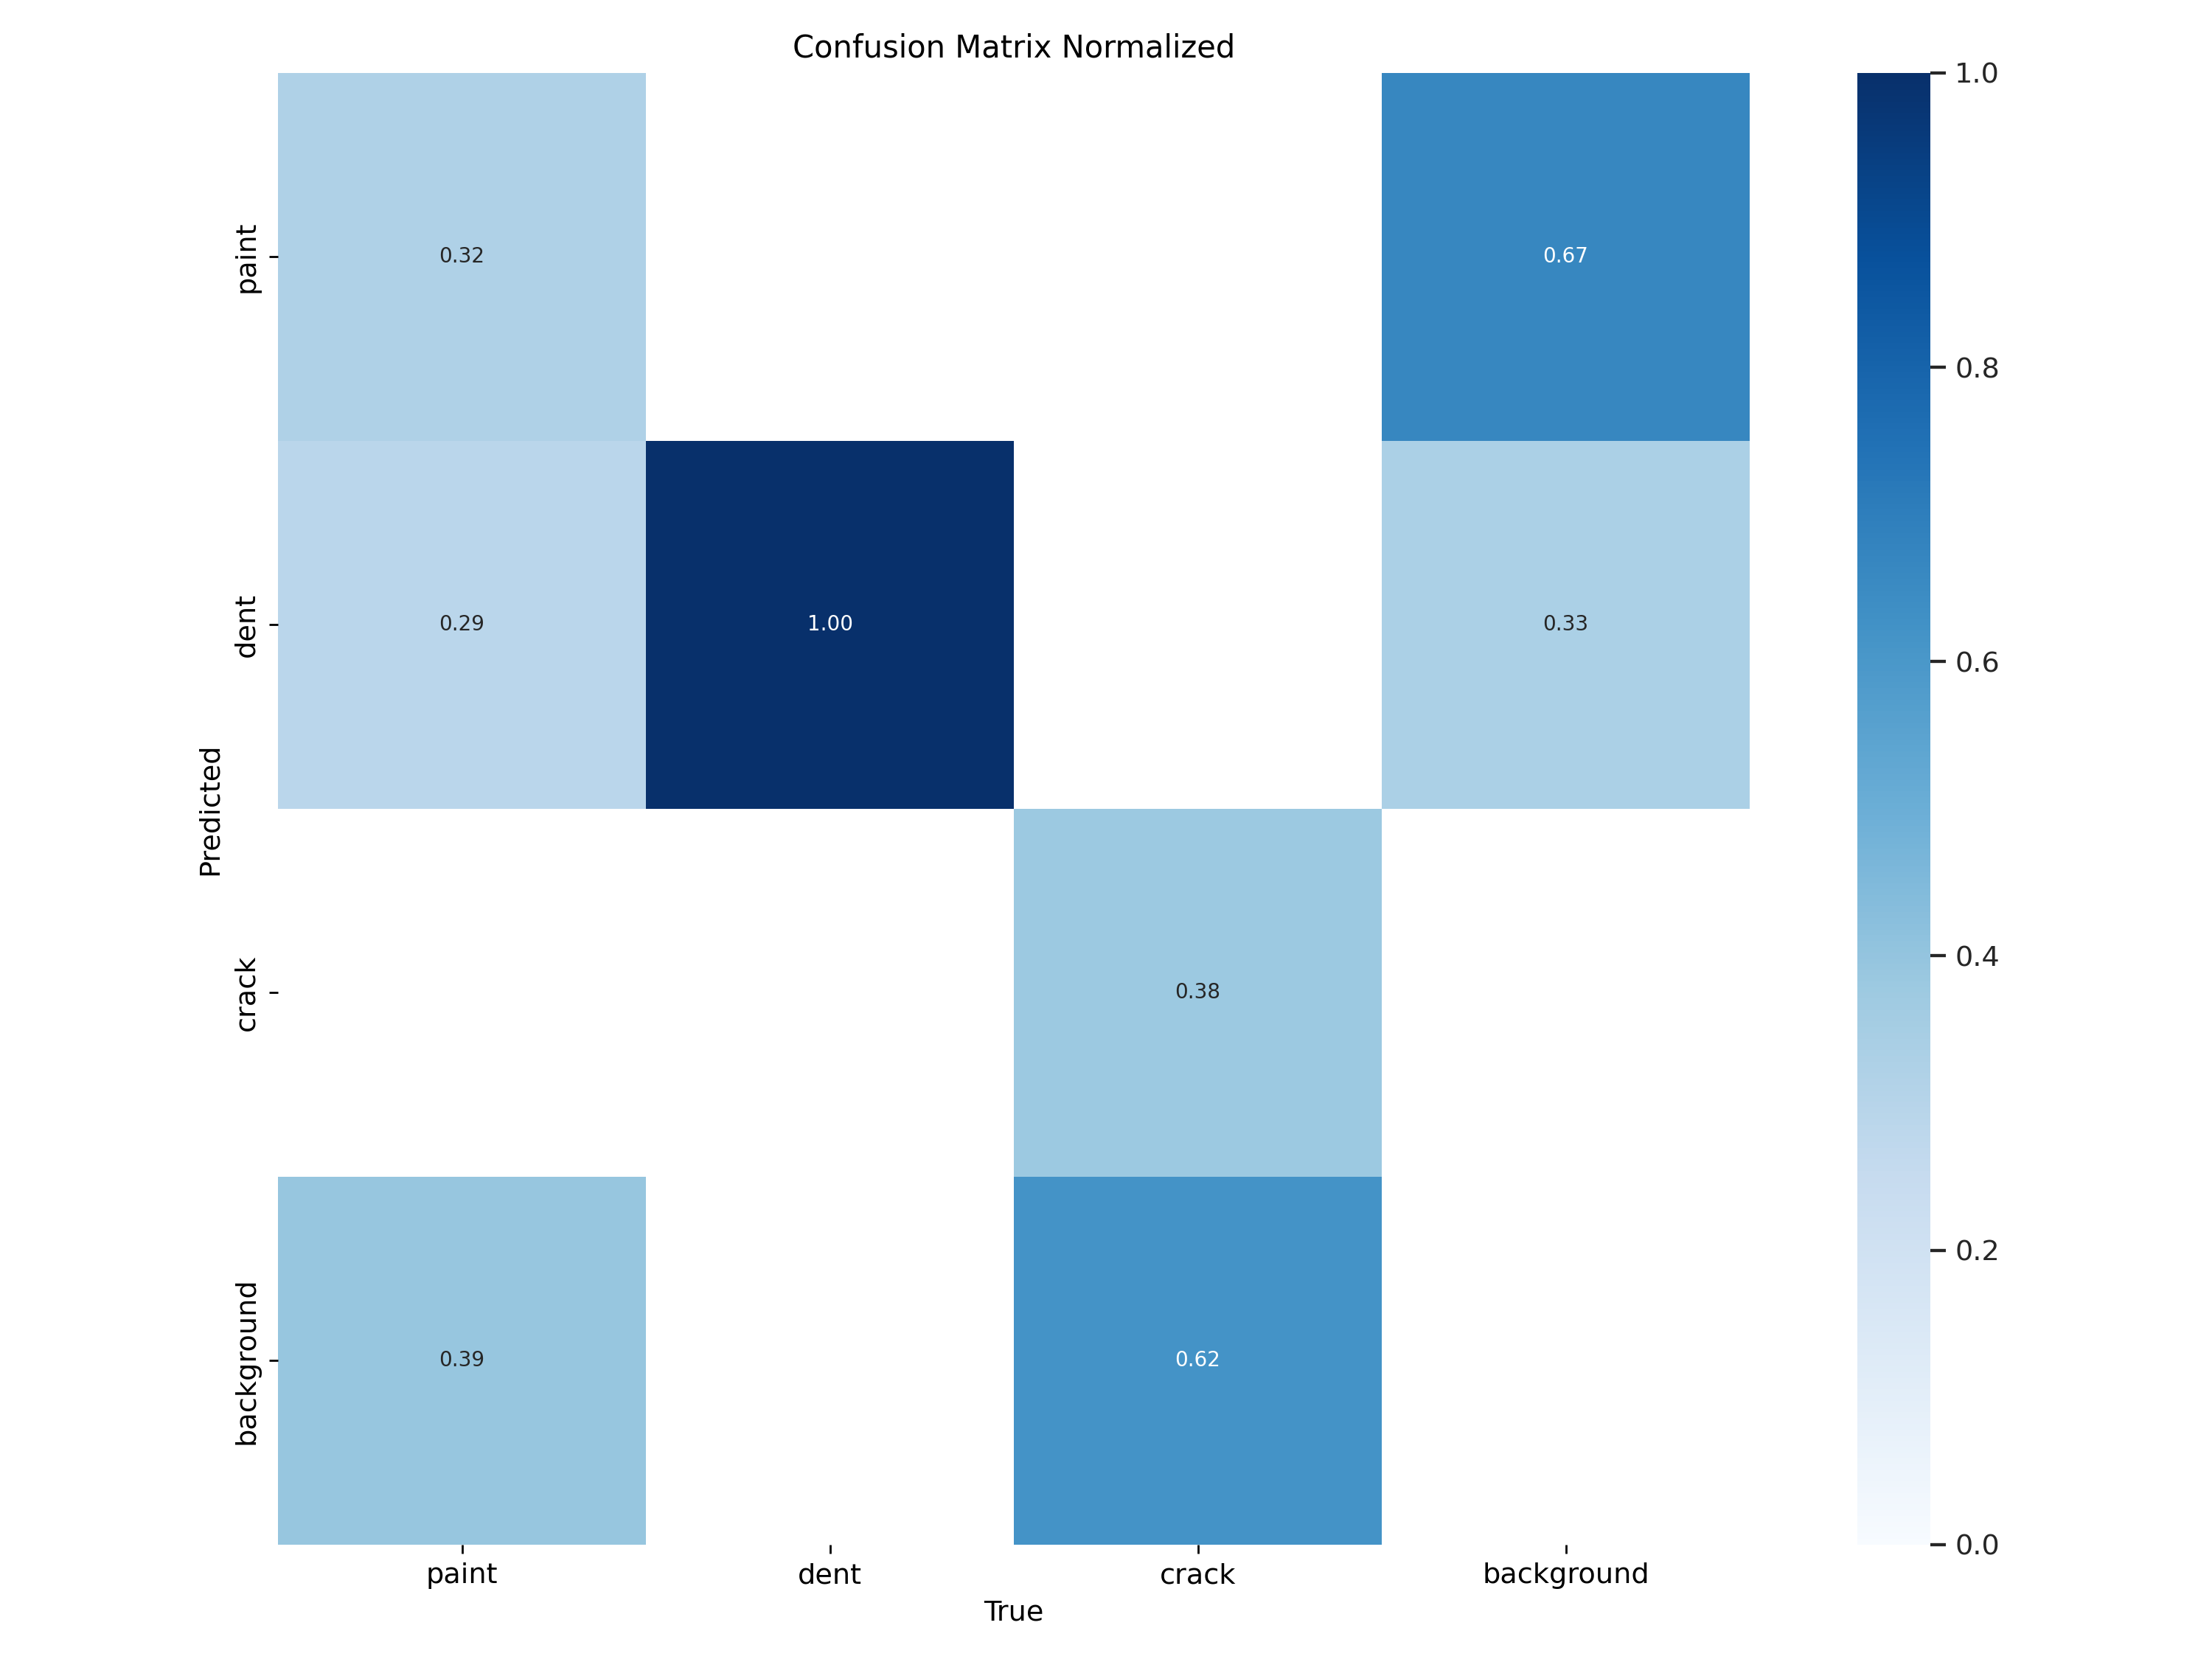 Confusion Matrix Normalized
paint
0.32
0.67
dent
0.29
1.00
0.33
crack
0.38
background
0.39
0.62
Predicted
paint
dent
crack
background
True
1.0
0.8
0.6
0.4
0.2
0.0